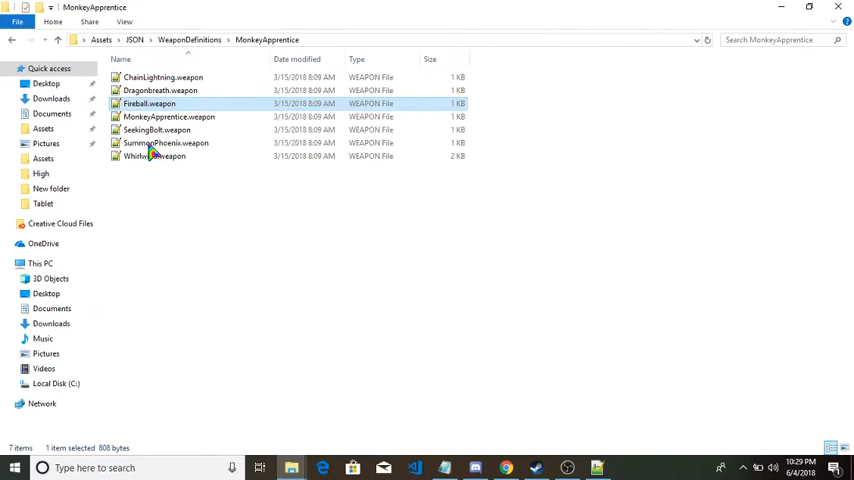 MonkeyApprentice
File Home Share View
Assets JSON WeaponDefinitions MonkeyApprentice
Search MonkeyApprentice
Quick access
Desktop
Downloads
Documents
Assets
Pictures
Assets
High
New folder
Tablet
Creative Cloud Files
OneDrive
This PC
3D Objects
Desktop
Documents
Downloads
Music
Pictures
Videos
Local Disk (C:)
Network
Name Date modified Type Size
ChainLightning.weapon 3/15/2018 8:09 AM WEAPON File 1 KB
Dragonbreath.weapon 3/15/2018 8:09 AM WEAPON File 1 KB
Fireball.weapon 3/15/2018 8:09 AM WEAPON File 1 KB
MonkeyApprentice.weapon 3/15/2018 8:09 AM WEAPON File 1 KB
SeekingBolt.weapon 3/15/2018 8:09 AM WEAPON File 1 KB
SummonPhoenix.weapon 3/15/2018 8:09 AM WEAPON File 1 KB
Whirlwind.weapon 3/15/2018 8:09 AM WEAPON File 2 KB
7 items 1 item selected 808 bytes
Type here to search
10:29 PM
6/4/2018